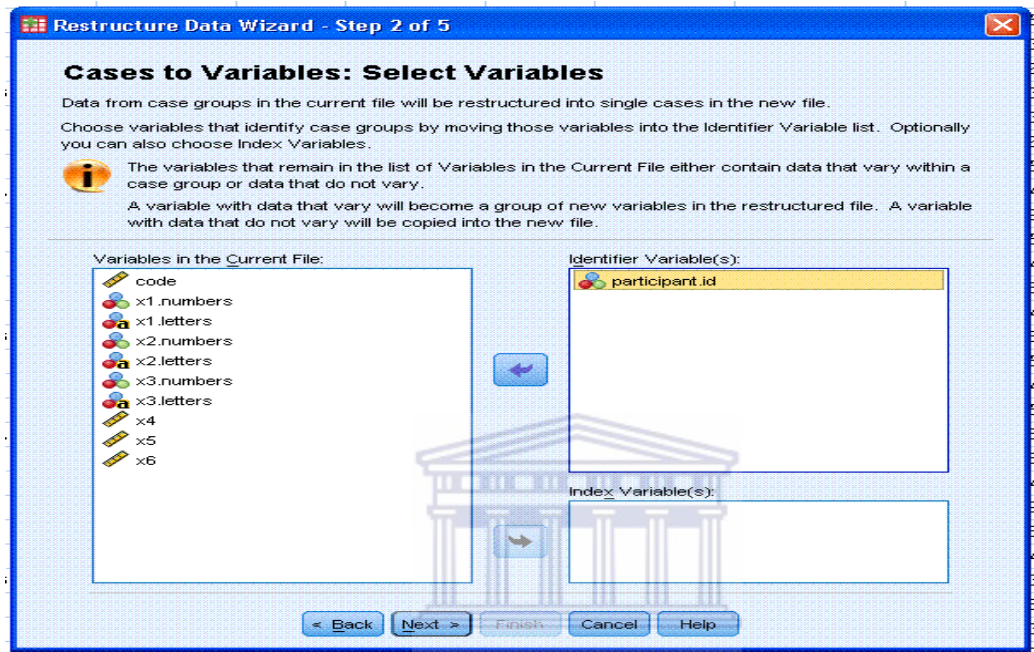 Restructure Data Wizard - Step 2 of 5
Cases to Variables: Select Variables
Data from case groups in the current file will be restructured into single cases in the new file.
Choose variables that identify case groups by moving those variables into the Identifier Variable list. Optionally
you can also choose Index Variables.
The variables that remain in the list of Variables in the Current File either contain data that vary within a
case group or data that do not vary.
A variable with data that vary will become a group of new variables in the restructured file. A variable
with data that do not vary will be copied into the new file.
Variables in the Current File:
code
x1.numbers
x1.letters
x2.numbers
x2.letters
x3.numbers
x3.letters
x4
x5
x6
Identifier Variable(s):
participant.id
Index Variable(s):
< Back
Next >
Finish
Cancel
Help